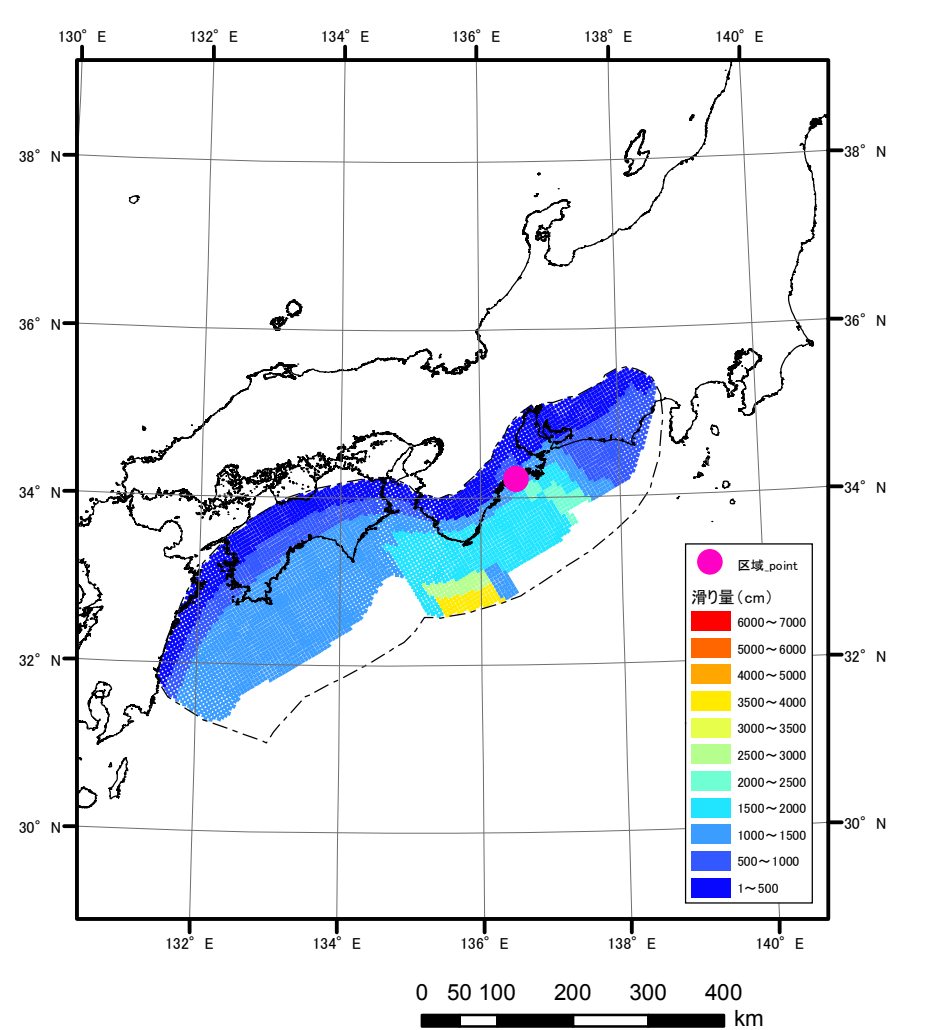 130° E 132° E 134° E 136° E 138° E 140° E
38° N 38° N
36° N 36° N
34° N 34° N
区域_point
滑り量（cm）
6000～7000
5000～6000
32° N 32° N
4000～5000
3500～4000
3000～3500
2500～3000
2000～2500
1500～2000
30° N 30° N
1000～1500
500～1000
1～500
132° E 134° E 136° E 138° E 140° E
0 50 100 200 300 400
km